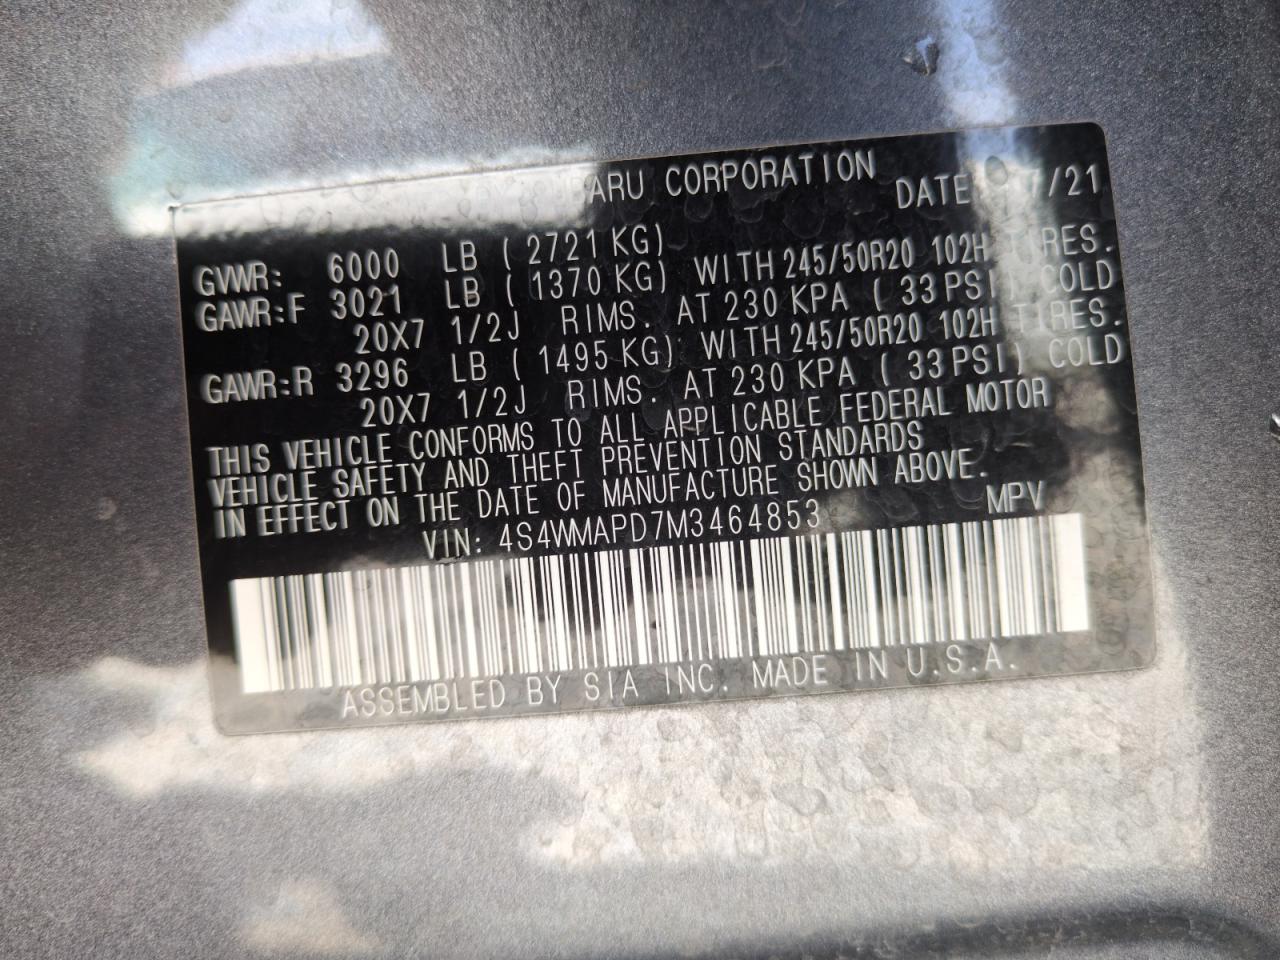 SUBARU CORPORATION DATE 7/21
GVWR: 6000 LB ( 2721 KG)
GAWR:F 3021 LB ( 1370 KG) WITH 245/50R20 102H TIRES.
20X7 1/2J RIMS. AT 230 KPA ( 33 PSI) COLD
GAWR:R 3296 LB ( 1495 KG) WITH 245/50R20 102H TIRES.
20X7 1/2J RIMS. AT 230 KPA ( 33 PSI) COLD
THIS VEHICLE CONFORMS TO ALL APPLICABLE FEDERAL MOTOR
VEHICLE SAFETY AND THEFT PREVENTION STANDARDS
IN EFFECT ON THE DATE OF MANUFACTURE SHOWN ABOVE.
VIN: 4S4WMAPD7M3464853 MPV
ASSEMBLED BY SIA INC. MADE IN U.S.A.